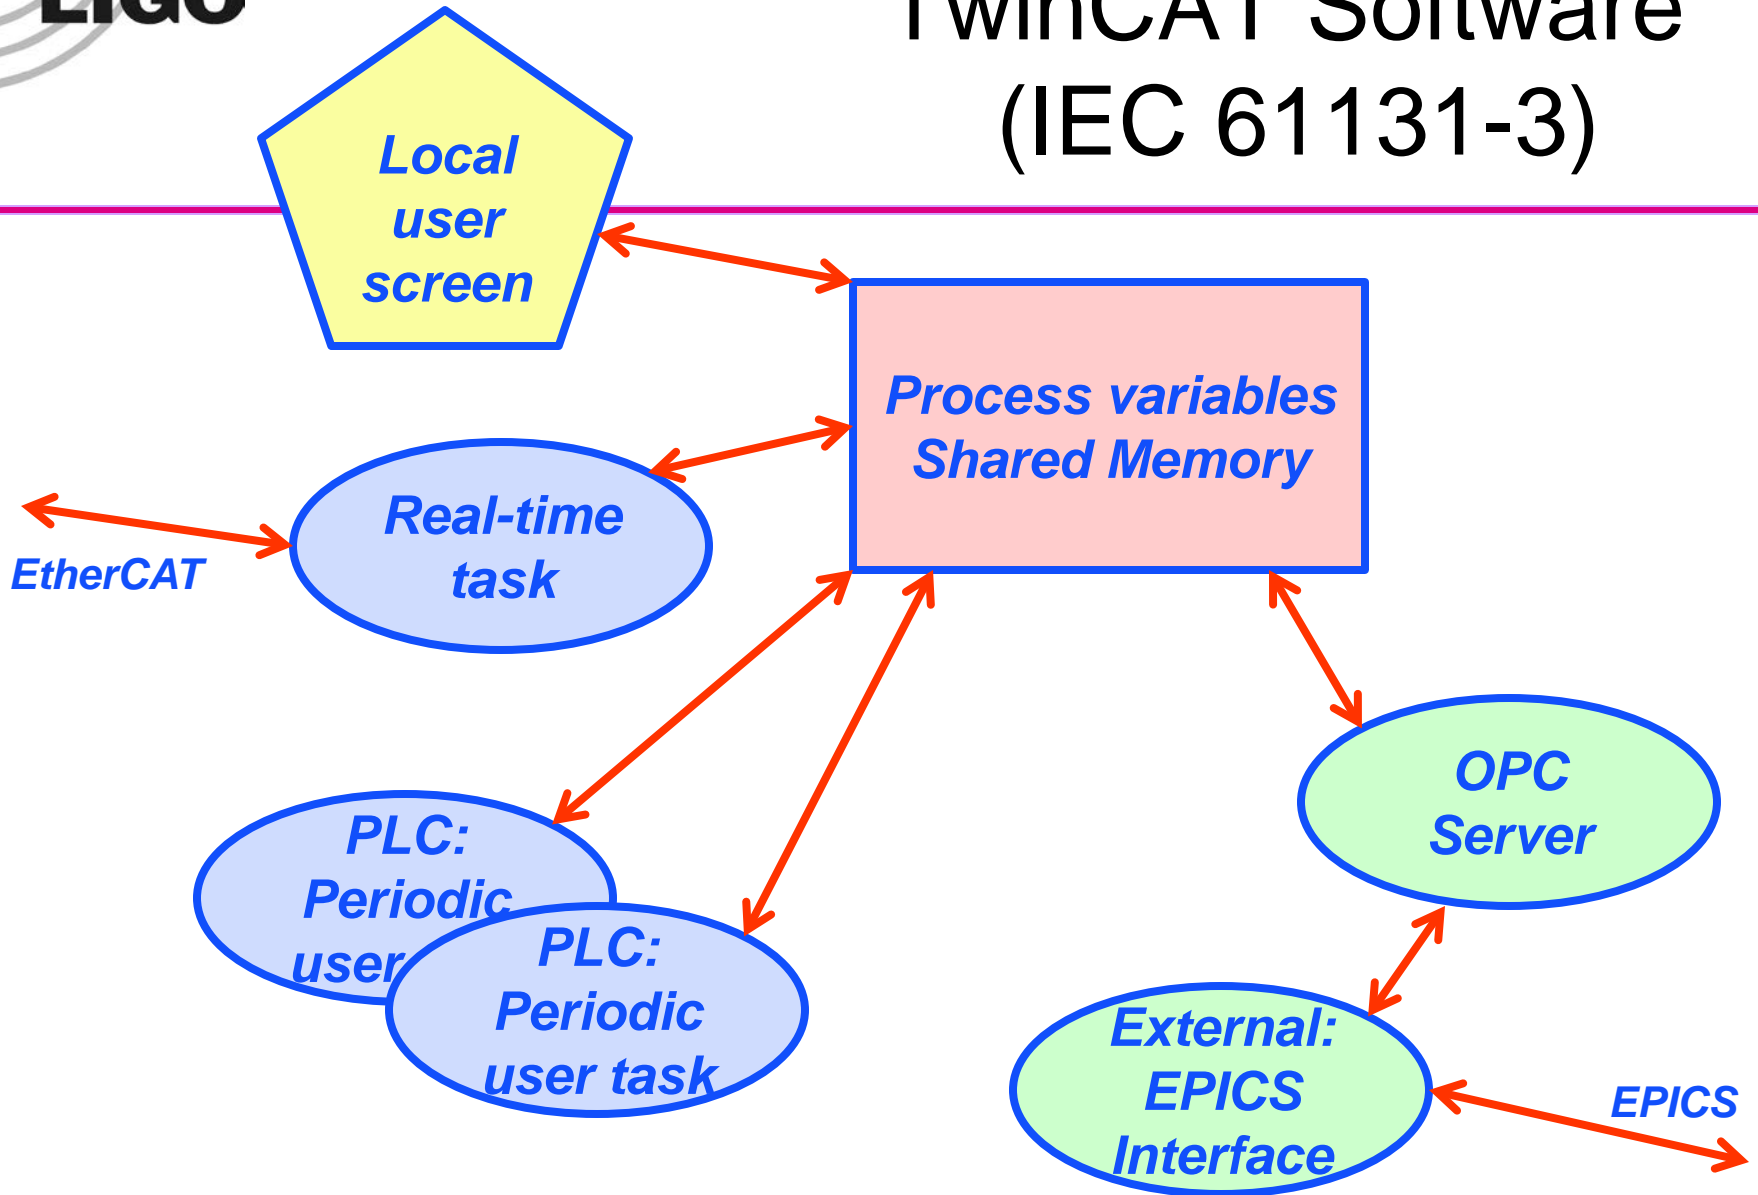 LIGO
TwinCAT Software
(IEC 61131-3)
Local
user
screen
Process variables
Shared Memory
Real-time
task
EtherCAT
OPC
Server
PLC:
Periodic
user
PLC:
Periodic
user task
External:
EPICS
Interface
EPICS